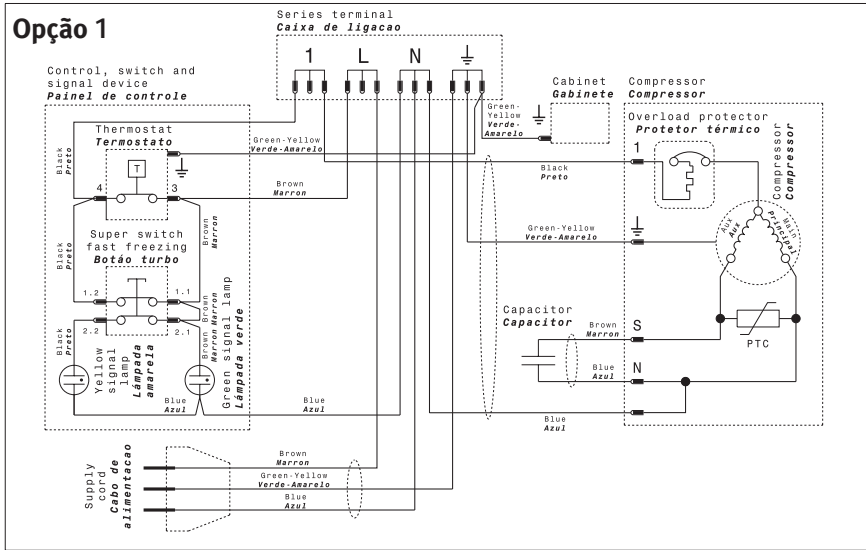 Opção 1
Series terminal
Caixa de ligacao
1 L N
Control, switch and
signal device
Painel de controle
Cabinet
Gabinete
Compressor
Compressor
Green-
Yellow
Verde-
Amarelo
Overload protector
Protetor térmico
Thermostat
Termostato
Green-Yellow
Verde-Amarelo
Black
Preto
T
4
3
1
Black
Preto
Compressor
Compressor
Brown
Marron
Brown
Marron
Super switch
fast freezing
Botáo turbo
Black
Preto
Green-Yellow
Verde-Amarelo
Aux
Aux
Main
Principal
1.2
1.1
2.2
2.1
Brown
Marron
Brown
Marron
Black
Preto
Yellow
signal
lamp
Lámpada
amarela
Green signal lamp
Lámpada verde
Capacitor
Capacitor
Brown
Marron
S
PTC
Blue
Azul
N
Blue
Azul
Blue
Azul
Blue
Azul
Supply
cord
Cabo de
alimentacao
Brown
Marron
Green-Yellow
Verde-Amarelo
Blue
Azul